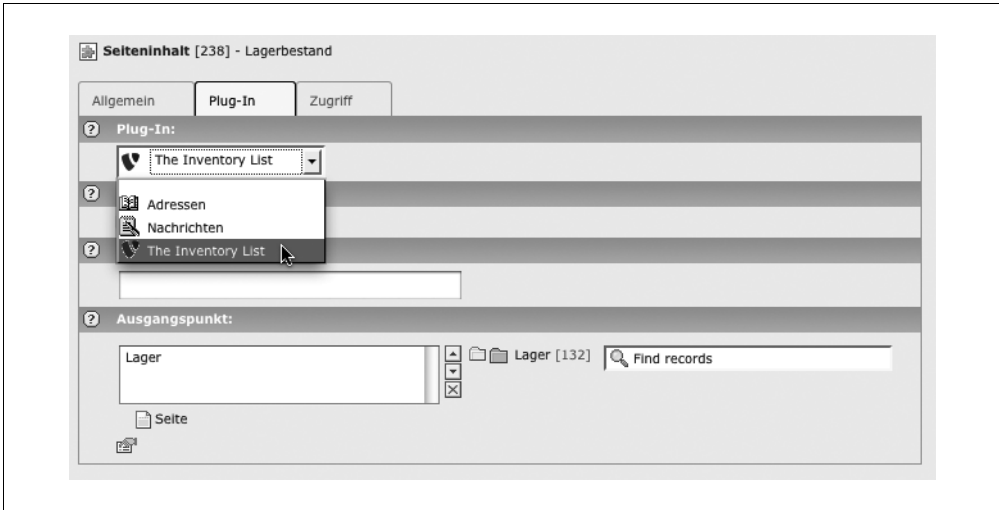 Seiteninhalt [238] - Lagerbestand
Allgemein Plug-In Zugriff
Plug-In:
The Inventory List
Adressen
Nachrichten
The Inventory List
Ausgangspunkt:
Lager
Lager [132] Find records
Seite